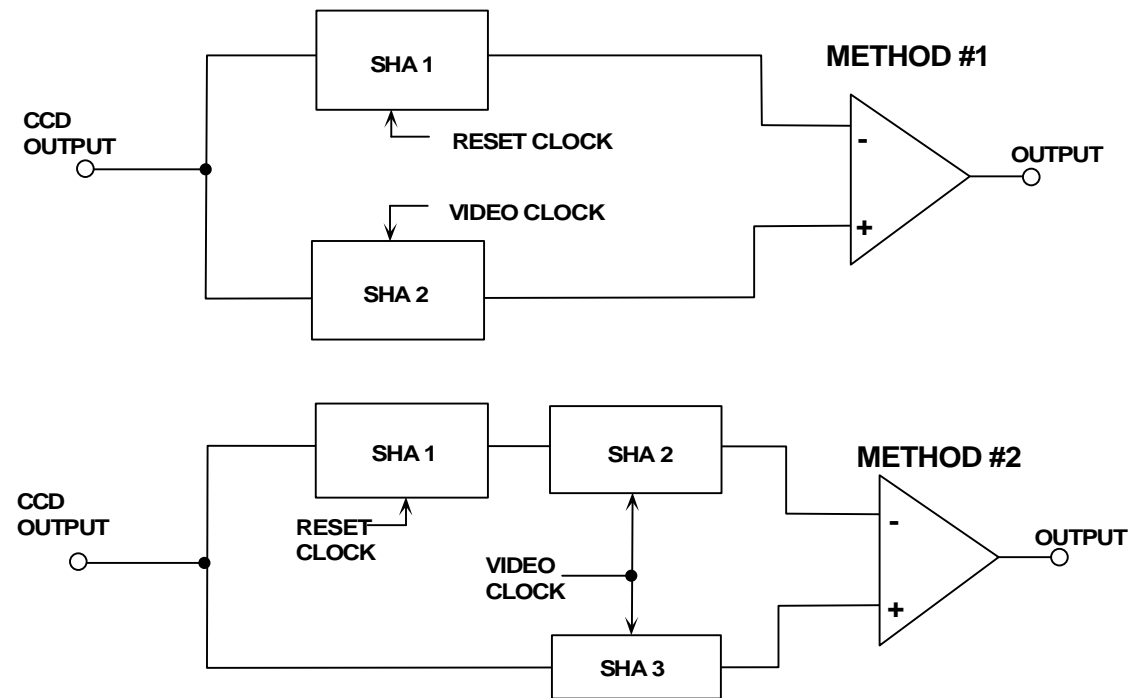 METHOD #1
SHA 1
CCD
OUTPUT
RESET CLOCK
-
OUTPUT
VIDEO CLOCK
+
SHA 2
METHOD #2
SHA 1
SHA 2
CCD
OUTPUT
RESET
CLOCK
-
OUTPUT
VIDEO
CLOCK
+
SHA 3